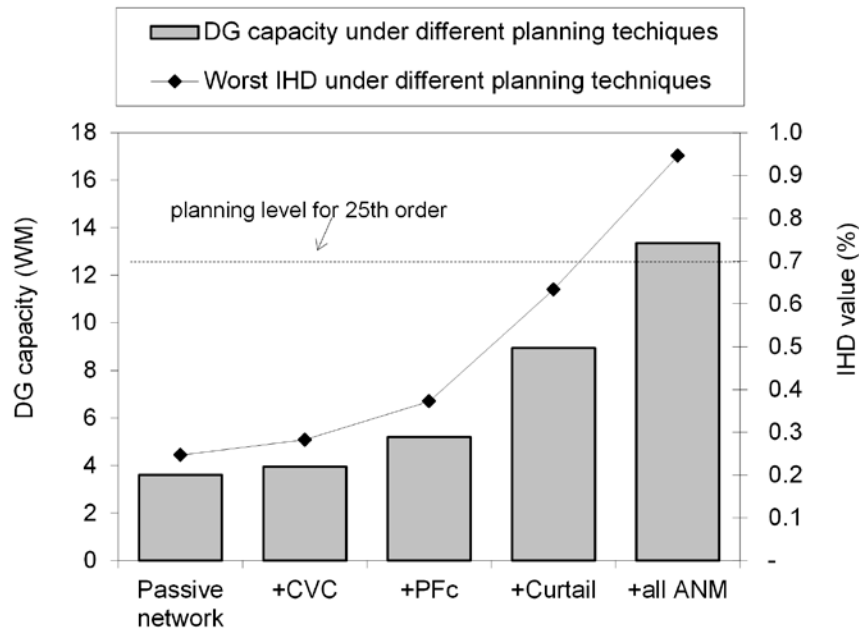 DG capacity under different planning techiques
Worst IHD under different planning techniques
18
16
14
12
10
8
6
4
2
0
DG capacity (WM)
planning level for 25th order
1.0
0.9
0.8
0.7
0.6
0.5
0.4
0.3
0.2
0.1
-
IHD value (%)
Passive
network
+CVC
+PFc
+Curtail
+all ANM